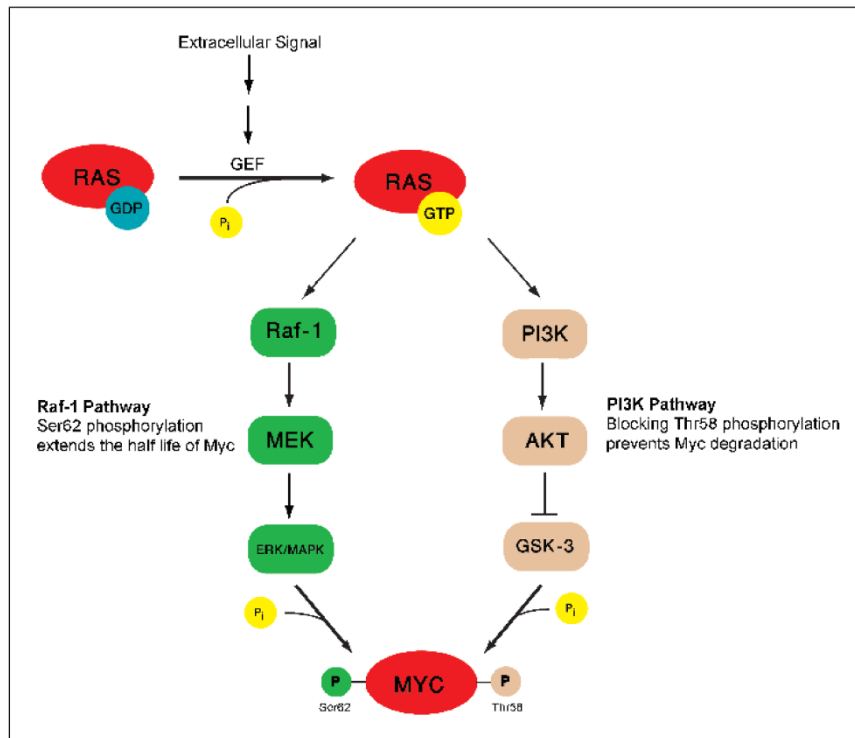 Extracellular Signal
GEF
RAS
GDP
Pi
RAS
GTP
Raf-1
PI3K
Raf-1 Pathway
Ser62 phosphorylation
extends the half life of Myc
MEK
AKT
PI3K Pathway
Blocking Thr58 phosphorylation
prevents Myc degradation
ERK/MAPK
GSK-3
Pi
Pi
P
MYC
P
Ser62
Thr58